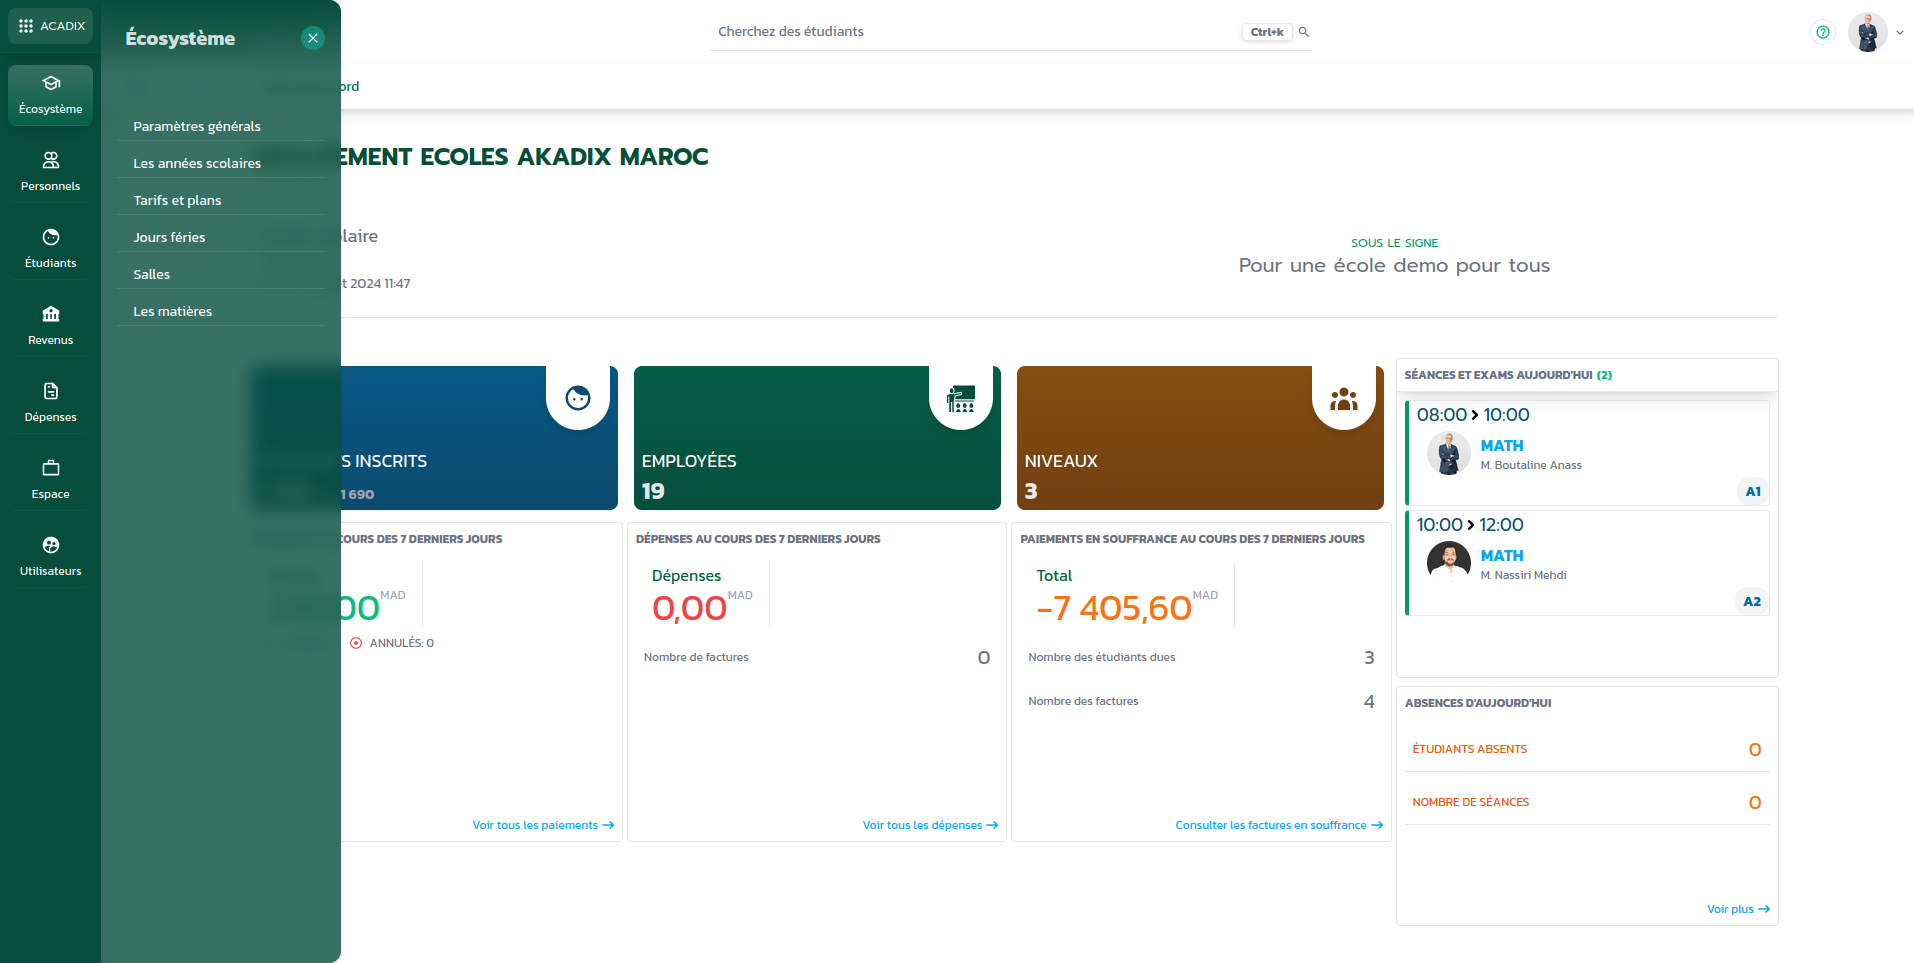 ACADIX
Écosystème
Personnels
Étudiants
Revenus
Dépenses
Espace
Utilisateurs
Écosystème
Paramètres générals
Les années scolaires
Tarifs et plans
Jours féries
Salles
Les matières
Cherchez des étudiants
Ctrl+k
ord
EMENT ECOLES AKADIX MAROC
laire
t 2024 11:47
SOUS LE SIGNE
Pour une école demo pour tous
S INSCRITS
1 690
EMPLOYÉES
19
NIVEAUX
3
COURS DES 7 DERNIERS JOURS
00 MAD
ANNULÉS: 0
Voir tous les paiements
DÉPENSES AU COURS DES 7 DERNIERS JOURS
Dépenses
0,00 MAD
Nombre de factures 0
Voir tous les dépenses
PAIEMENTS EN SOUFFRANCE AU COURS DES 7 DERNIERS JOURS
Total
-7 405,60 MAD
Nombre des étudiants dues 3
Nombre des factures 4
Consulter les factures en souffrance
SÉANCES ET EXAMS AUJOURD'HUI (2)
08:00 10:00
MATH
M. Boutaline Anass
A1
10:00 12:00
MATH
M. Nassiri Mehdi
A2
ABSENCES D'AUJOURD'HUI
ÉTUDIANTS ABSENTS 0
NOMBRE DE SÉANCES 0
Voir plus